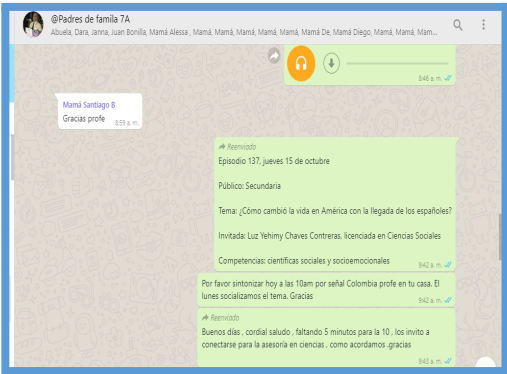 @Padres de famila 7A
Abuela, Dara, Janna, Juan Bonilla, Mamá Alessa , Mamá, Mamá, Mamá, Mamá, Mamá, Mamá De, Mamá Diego, Mamá, Mamá, Mam...
8:46 a. m.
Mamá Santiago B
Gracias profe
8:59 a. m.
Reenviado
Episodio 137, jueves 15 de octubre
Público: Secundaria
Tema: ¿Cómo cambió la vida en América con la llegada de los españoles?
Invitada: Luz Yehimy Chaves Contreras, licenciada en Ciencias Sociales
Competencias: científicas sociales y socioemocionales
9:42 a. m.
Por favor sintonizar hoy a las 10am por señal Colombia profe en tu casa. El
lunes socializamos el tema. Gracias
9:42 a. m.
Reenviado
Buenos días , cordial saludo , faltando 5 minutos para la 10 , los invito a
conectarse para la asesoría en ciencias , como acordamos .gracias
9:43 a. m.